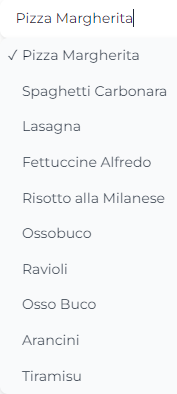 Pizza Margherita
✓ Pizza Margherita
Spaghetti Carbonara
Lasagna
Fettuccine Alfredo
Risotto alla Milanese
Ossobuco
Ravioli
Osso Buco
Arancini
Tiramisu